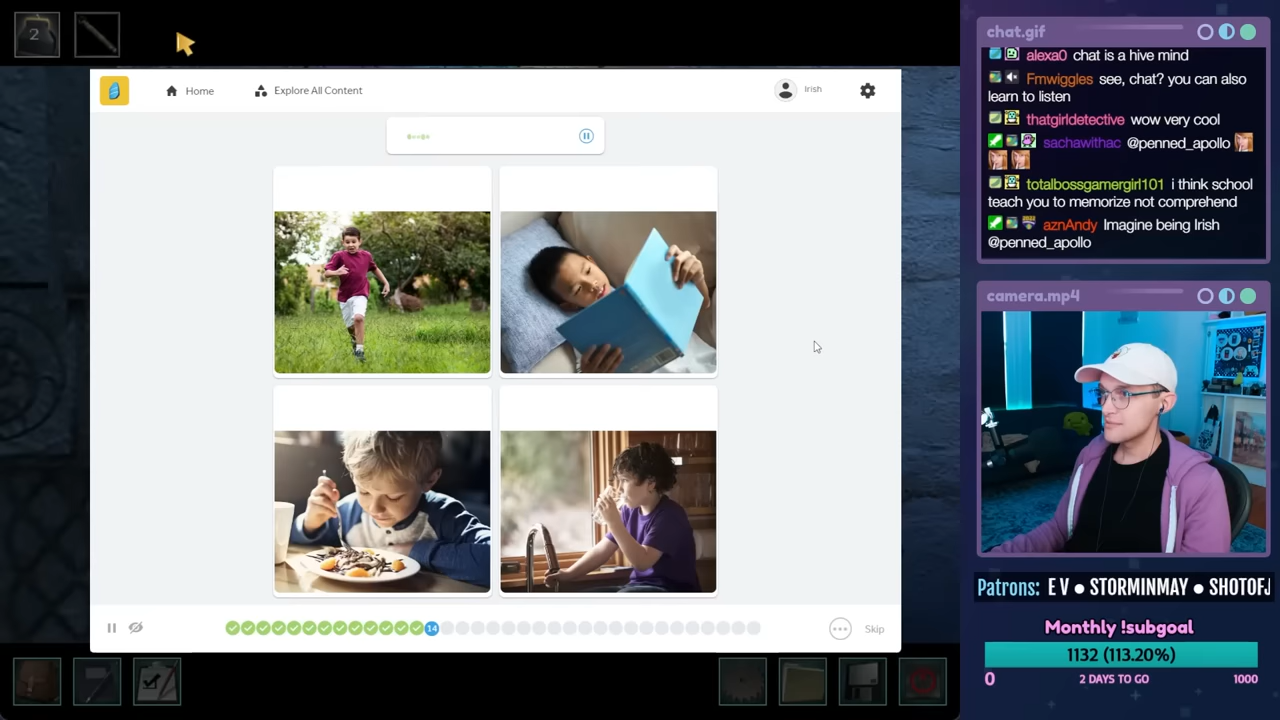 2
Home
Explore All Content
Irish
14
Skip
chat.gif
alexa0 chat is a hive mind
Fmwiggles see, chat? you can also
learn to listen
thatgirldetective wow very cool
sachawithac @penned_apollo
totalbossgamergirl101 i think school
teach you to memorize not comprehend
aznAndy Imagine being Irish
@penned_apollo
camera.mp4
Patrons: E V ● STORMINMAY ● SHOTOFJ
Monthly !subgoal
1132 (113.20%)
0
2 DAYS TO GO
1000